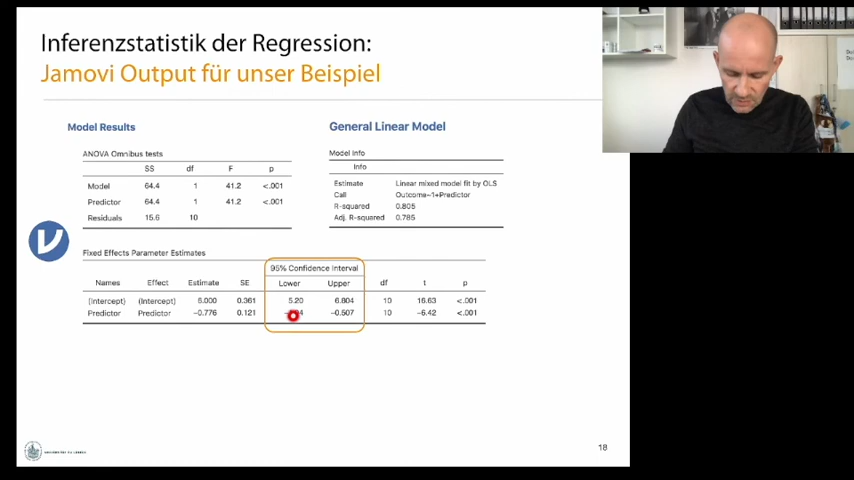 Inferenzstatistik der Regression:
Jamovi Output für unser Beispiel
Model Results
ANOVA Omnibus tests
SS df F p
Model 64.4 1 41.2 <.001
Predictor 64.4 1 41.2 <.001
Residuals 15.6 10
General Linear Model
Model Info
Info
Estimate Linear mixed model fit by OLS
Call Outcome~1+Predictor
R-squared 0.805
Adj. R-squared 0.785
Fixed Effects Parameter Estimates
95% Confidence Interval
Names Effect Estimate SE Lower Upper df t p
(Intercept) (Intercept) 6.000 0.361 5.20 6.804 10 16.63 <.001
Predictor Predictor −0.776 0.121 −0.507 10 −6.42 <.001
18